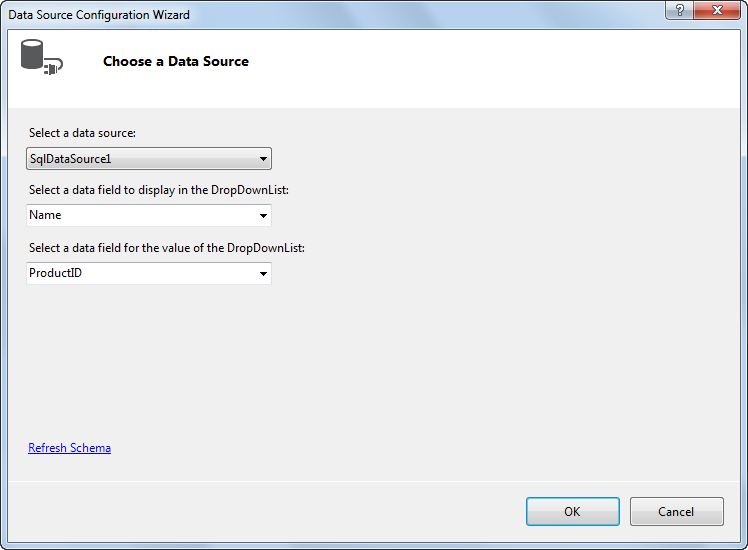 Data Source Configuration Wizard
?
Choose a Data Source
Select a data source:
SqlDataSource1
Select a data field to display in the DropDownList:
Name
Select a data field for the value of the DropDownList:
ProductID
Refresh Schema
OK Cancel